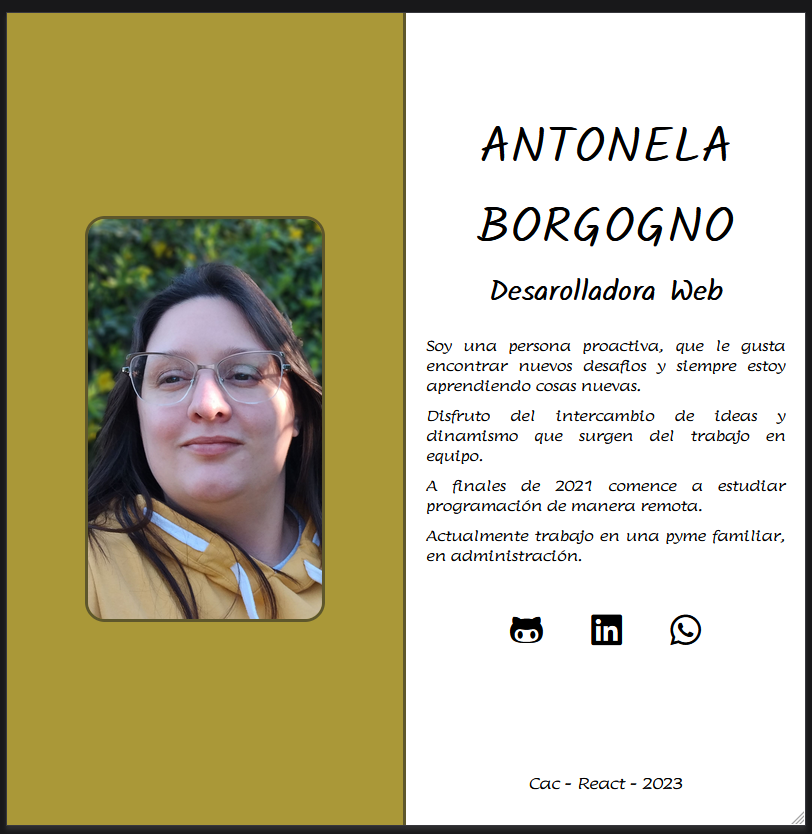 ANTONELA
BORGOGNO
Desarolladora Web
Soy una persona proactiva, que le gusta
encontrar nuevos desafíos y siempre estoy
aprendiendo cosas nuevas.
Disfruto del intercambio de ideas y
dinamismo que surgen del trabajo en
equipo.
A finales de 2021 comence a estudiar
programación de manera remota.
Actualmente trabajo en una pyme familiar,
en administración.
in
Cac - React - 2023